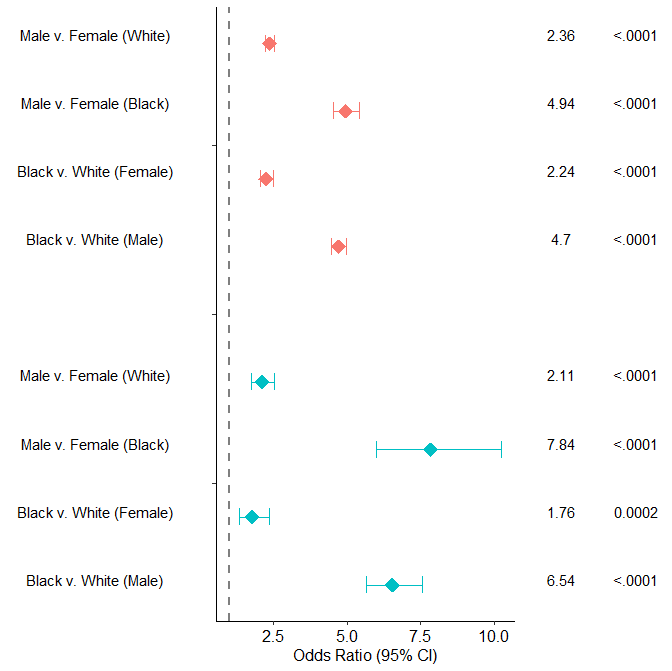 Male v. Female (White) 2.36 <.0001
Male v. Female (Black) 4.94 <.0001
Black v. White (Female) 2.24 <.0001
Black v. White (Male) 4.7 <.0001
Male v. Female (White) 2.11 <.0001
Male v. Female (Black) 7.84 <.0001
Black v. White (Female) 1.76 0.0002
Black v. White (Male) 6.54 <.0001
2.5 5.0 7.5 10.0
Odds Ratio (95% CI)